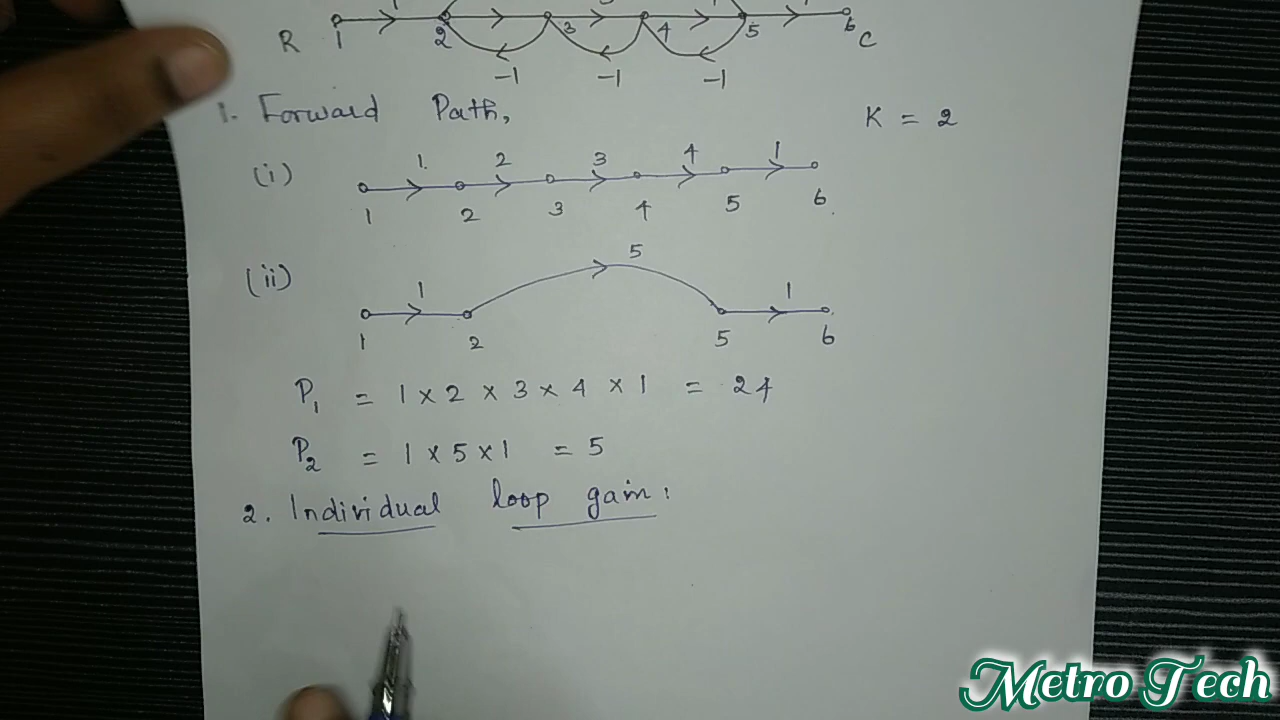 R 1 2 3 4 5 6 C
-1 -1 -1
1. Forward Path, K = 2
(i) 1 2 3 4 1
1 2 3 4 5 6
5
(ii) 1 1
1 2 5 6
P1 = 1 x 2 x 3 x 4 x 1 = 24
P2 = 1 x 5 x 1 = 5
2. Individual loop gain:
Metro Tech